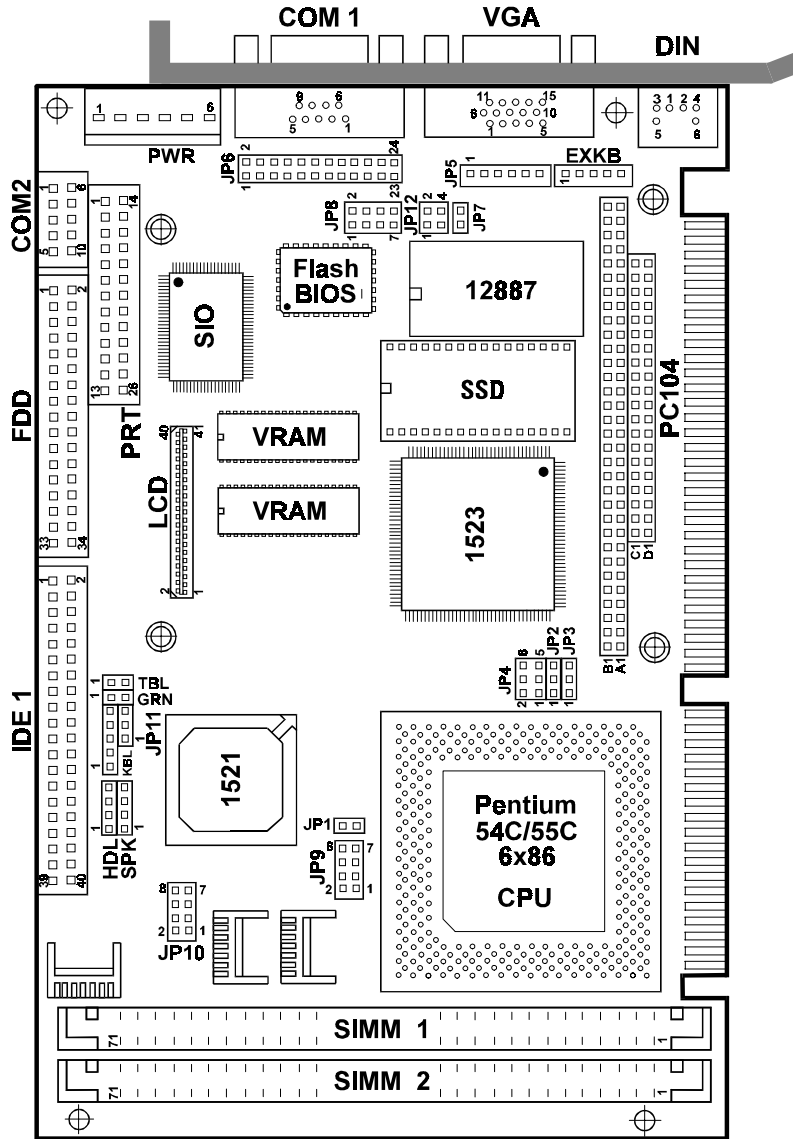 COM 1
VGA
DIN
9 6
5 1
11 15
6 10
1 5
3 1 2 4
5 6
1 6
PWR
JP6
2 24
1 23
JP5
1
EXKB
1
COM2
1 6
5 10
1 14
13 26
PRT
JP8
2
1 7
JP12
2 4
1
JP7
Flash
BIOS
12887
SIO
SSD
FDD
1 2
33 34
VRAM
VRAM
LCD
40 41
2 1
1523
PC104
C1
D1
B1
A1
JP4
6 5
2 1
JP2
1
JP3
1
IDE 1
1 2
39 40
1
TBL
1
GRN
JP11
1
KBL
1
1
HDL
SPK
1
1521
JP1
JP9
8 7
2 1
JP10
8 7
2 1
Pentium
54C/55C
6x86
CPU
71
SIMM 1
1
71
SIMM 2
1